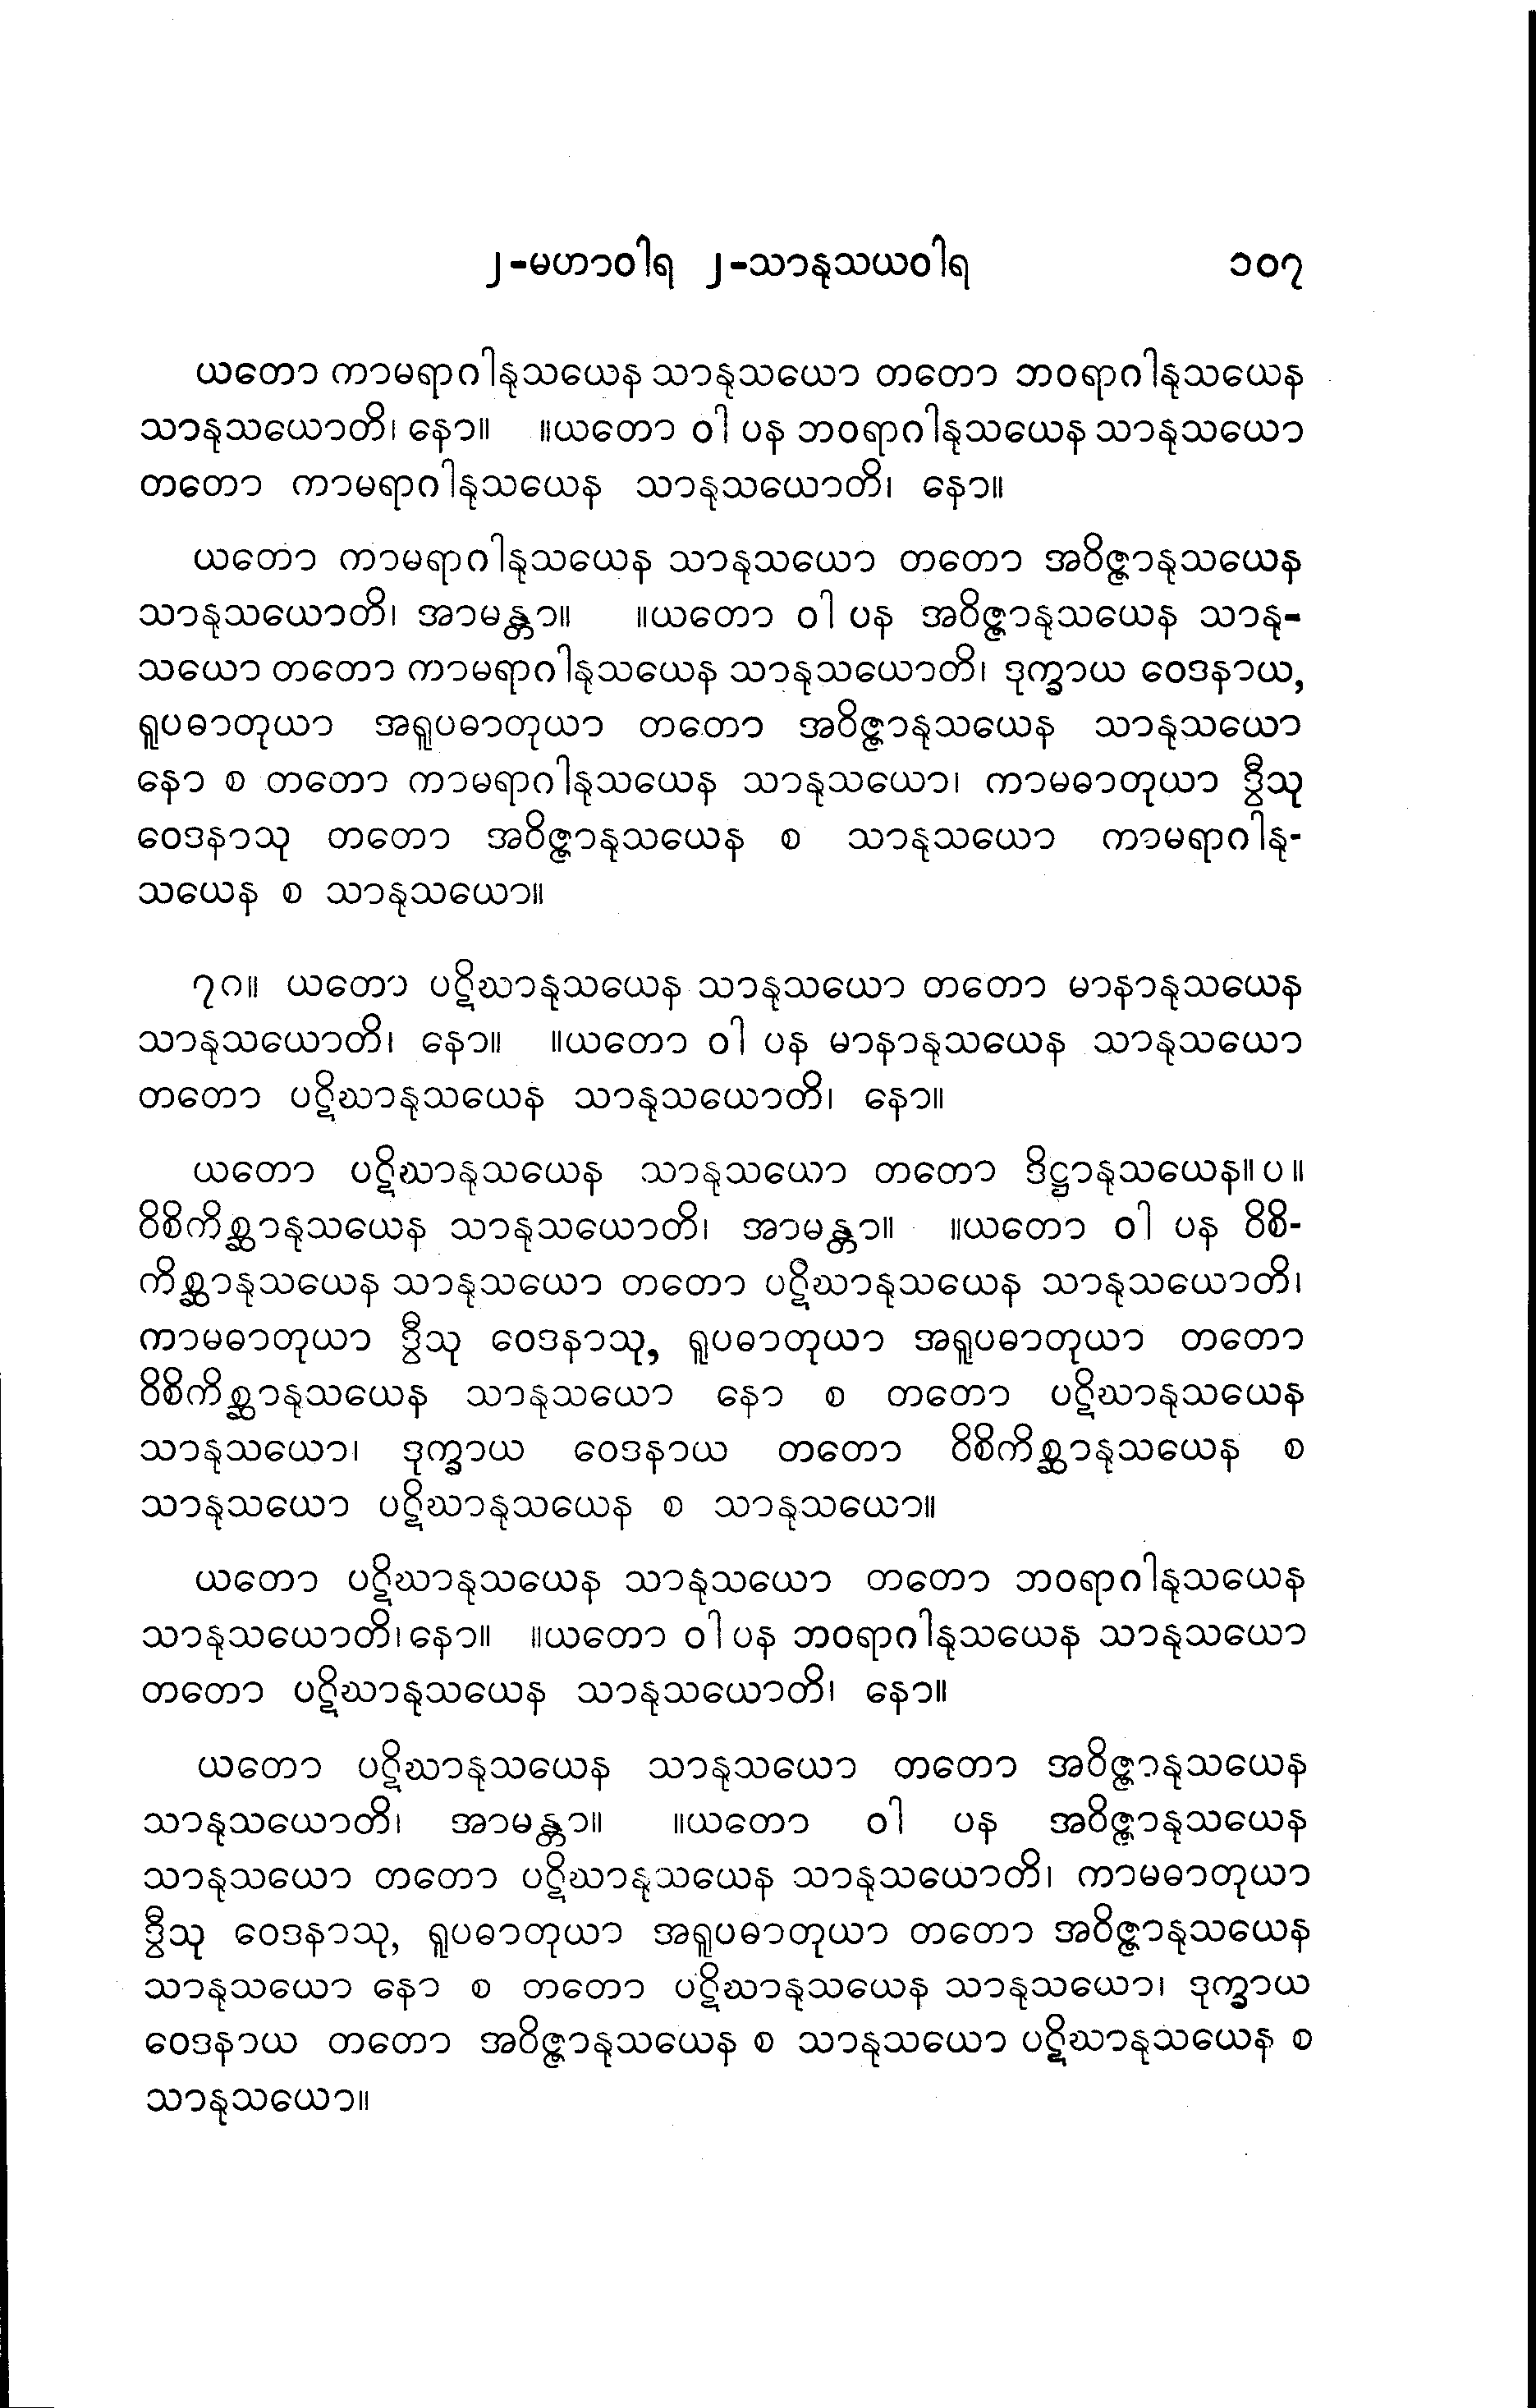 ၂-မဟာဝါရ ၂-သာနုသယဝါရ ၁၀၇
ယတော ကာမရာဂါနုသယေန သာနုသယော တတော ဘဝရာဂါနုသယေန
သာနုသယောတိ၊ နော။ ။ယတော ဝါ ပန ဘဝရာဂါနုသယေန သာနုသယော
တတော ကာမရာဂါနုသယေန သာနုသယောတိ၊ နော။
ယတော ကာမရာဂါနုသယေန သာနုသယော တတော အဝိဇ္ဇာနုသယေန
သာနုသယောတိ၊ အာမန္တာ။ ။ယတော ဝါ ပန အဝိဇ္ဇာနုသယေန သာနု-
သယော တတော ကာမရာဂါနုသယေန သာနုသယောတိ၊ ဒုက္ခာယ ဝေဒနာယ,
ရူပဓာတုယာ အရူပဓာတုယာ တတော အဝိဇ္ဇာနုသယေန သာနုသယော
နော စ တတော ကာမရာဂါနုသယေန သာနုသယော၊ ကာမဓာတုယာ ဒွီသု
ဝေဒနာသု တတော အဝိဇ္ဇာနုသယေန စ သာနုသယော ကာမရာဂါနု-
သယေန စ သာနုသယော။
၇ဂ။ ယတော ပဋိဃာနုသယေန သာနုသယော တတော မာနာနုသယေန
သာနုသယောတိ၊ နော။ ။ယတော ဝါ ပန မာနာနုသယေန သာနုသယော
တတော ပဋိဃာနုသယေန သာနုသယောတိ၊ နော။
ယတော ပဋိဃာနုသယေန သာနုသယော တတော ဒိဋ္ဌာနုသယေန။ ပ ။
ဝိစိကိစ္ဆာနုသယေန သာနုသယောတိ၊ အာမန္တာ။ ။ယတော ဝါ ပန ဝိစိ-
ကိစ္ဆာနုသယေန သာနုသယော တတော ပဋိဃာနုသယေန သာနုသယောတိ၊
ကာမဓာတုယာ ဒွီသု ဝေဒနာသု, ရူပဓာတုယာ အရူပဓာတုယာ တတော
ဝိစိကိစ္ဆာနုသယေန သာနုသယော နော စ တတော ပဋိဃာနုသယေန
သာနုသယော၊ ဒုက္ခာယ ဝေဒနာယ တတော ဝိစိကိစ္ဆာနုသယေန စ
သာနုသယော ပဋိဃာနုသယေန စ သာနုသယော။
ယတော ပဋိဃာနုသယေန သာနုသယော တတော ဘဝရာဂါနုသယေန
သာနုသယောတိ၊ နော။ ။ယတော ဝါ ပန ဘဝရာဂါနုသယေန သာနုသယော
တတော ပဋိဃာနုသယေန သာနုသယောတိ၊ နော။
ယတော ပဋိဃာနုသယေန သာနုသယော တတော အဝိဇ္ဇာနုသယေန
သာနုသယောတိ၊ အာမန္တာ။ ။ယတော ဝါ ပန အဝိဇ္ဇာနုသယေန
သာနုသယော တတော ပဋိဃာနုသယေန သာနုသယောတိ၊ ကာမဓာတုယာ
ဒွီသု ဝေဒနာသု, ရူပဓာတုယာ အရူပဓာတုယာ တတော အဝိဇ္ဇာနုသယေန
သာနုသယော နော စ တတော ပဋိဃာနုသယေန သာနုသယော၊ ဒုက္ခာယ
ဝေဒနာယ တတော အဝိဇ္ဇာနုသယေန စ သာနုသယော ပဋိဃာနုသယေန စ
သာနုသယော။